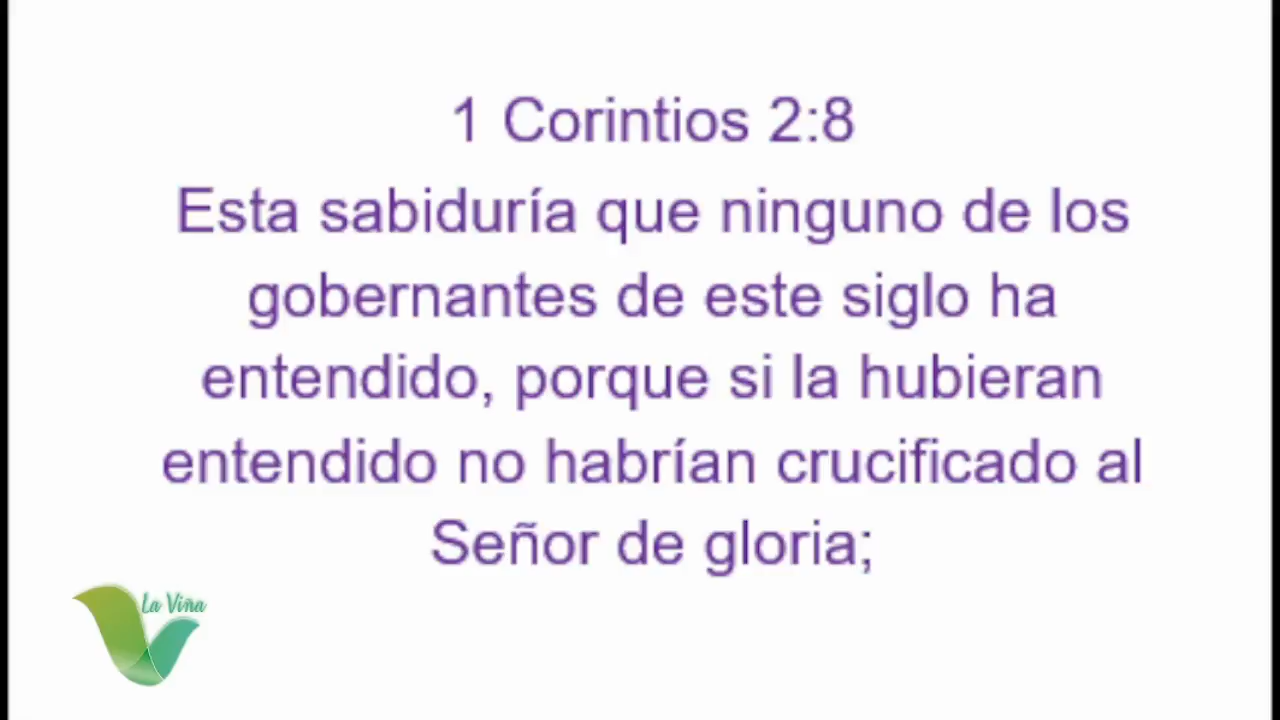 1 Corintios 2:8
Esta sabiduría que ninguno de los
gobernantes de este siglo ha
entendido, porque si la hubieran
entendido no habrían crucificado al
Señor de gloria;
La Viña